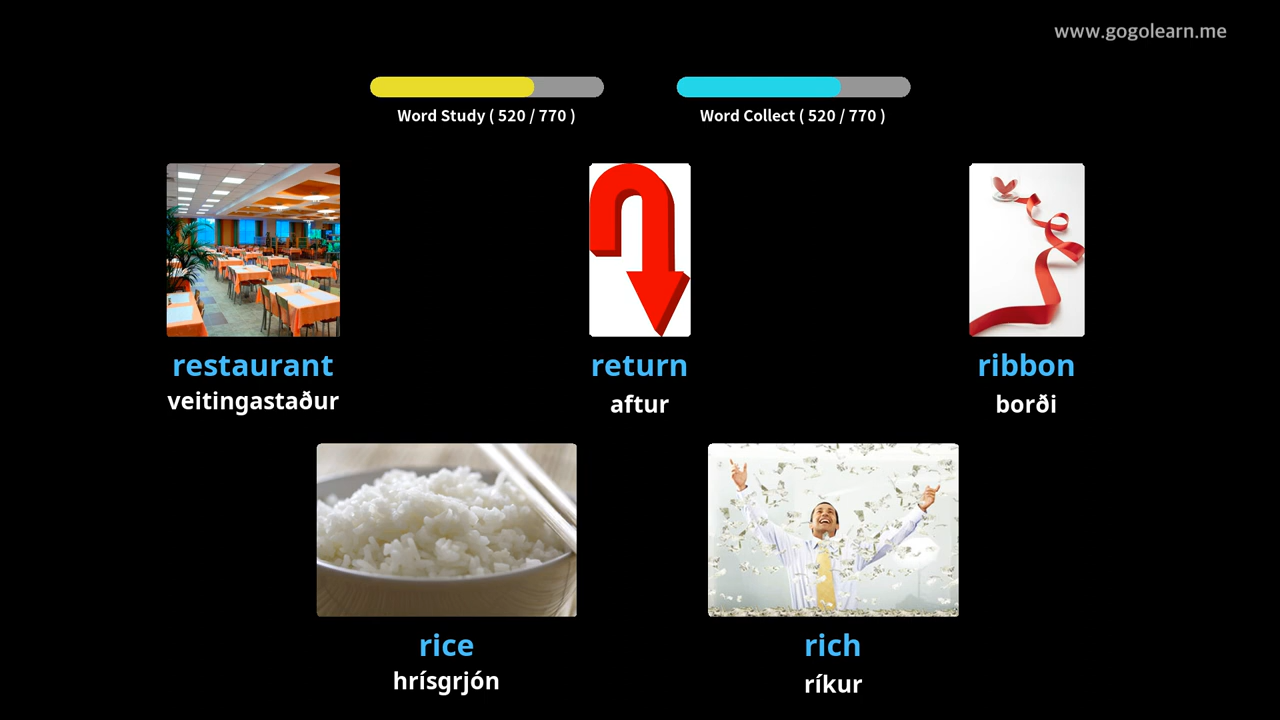 www.gogolearn.me
Word Study ( 520 / 770 )
Word Collect ( 520 / 770 )
restaurant
veitingastaður
return
aftur
ribbon
borði
rice
hrísgrjón
rich
ríkur